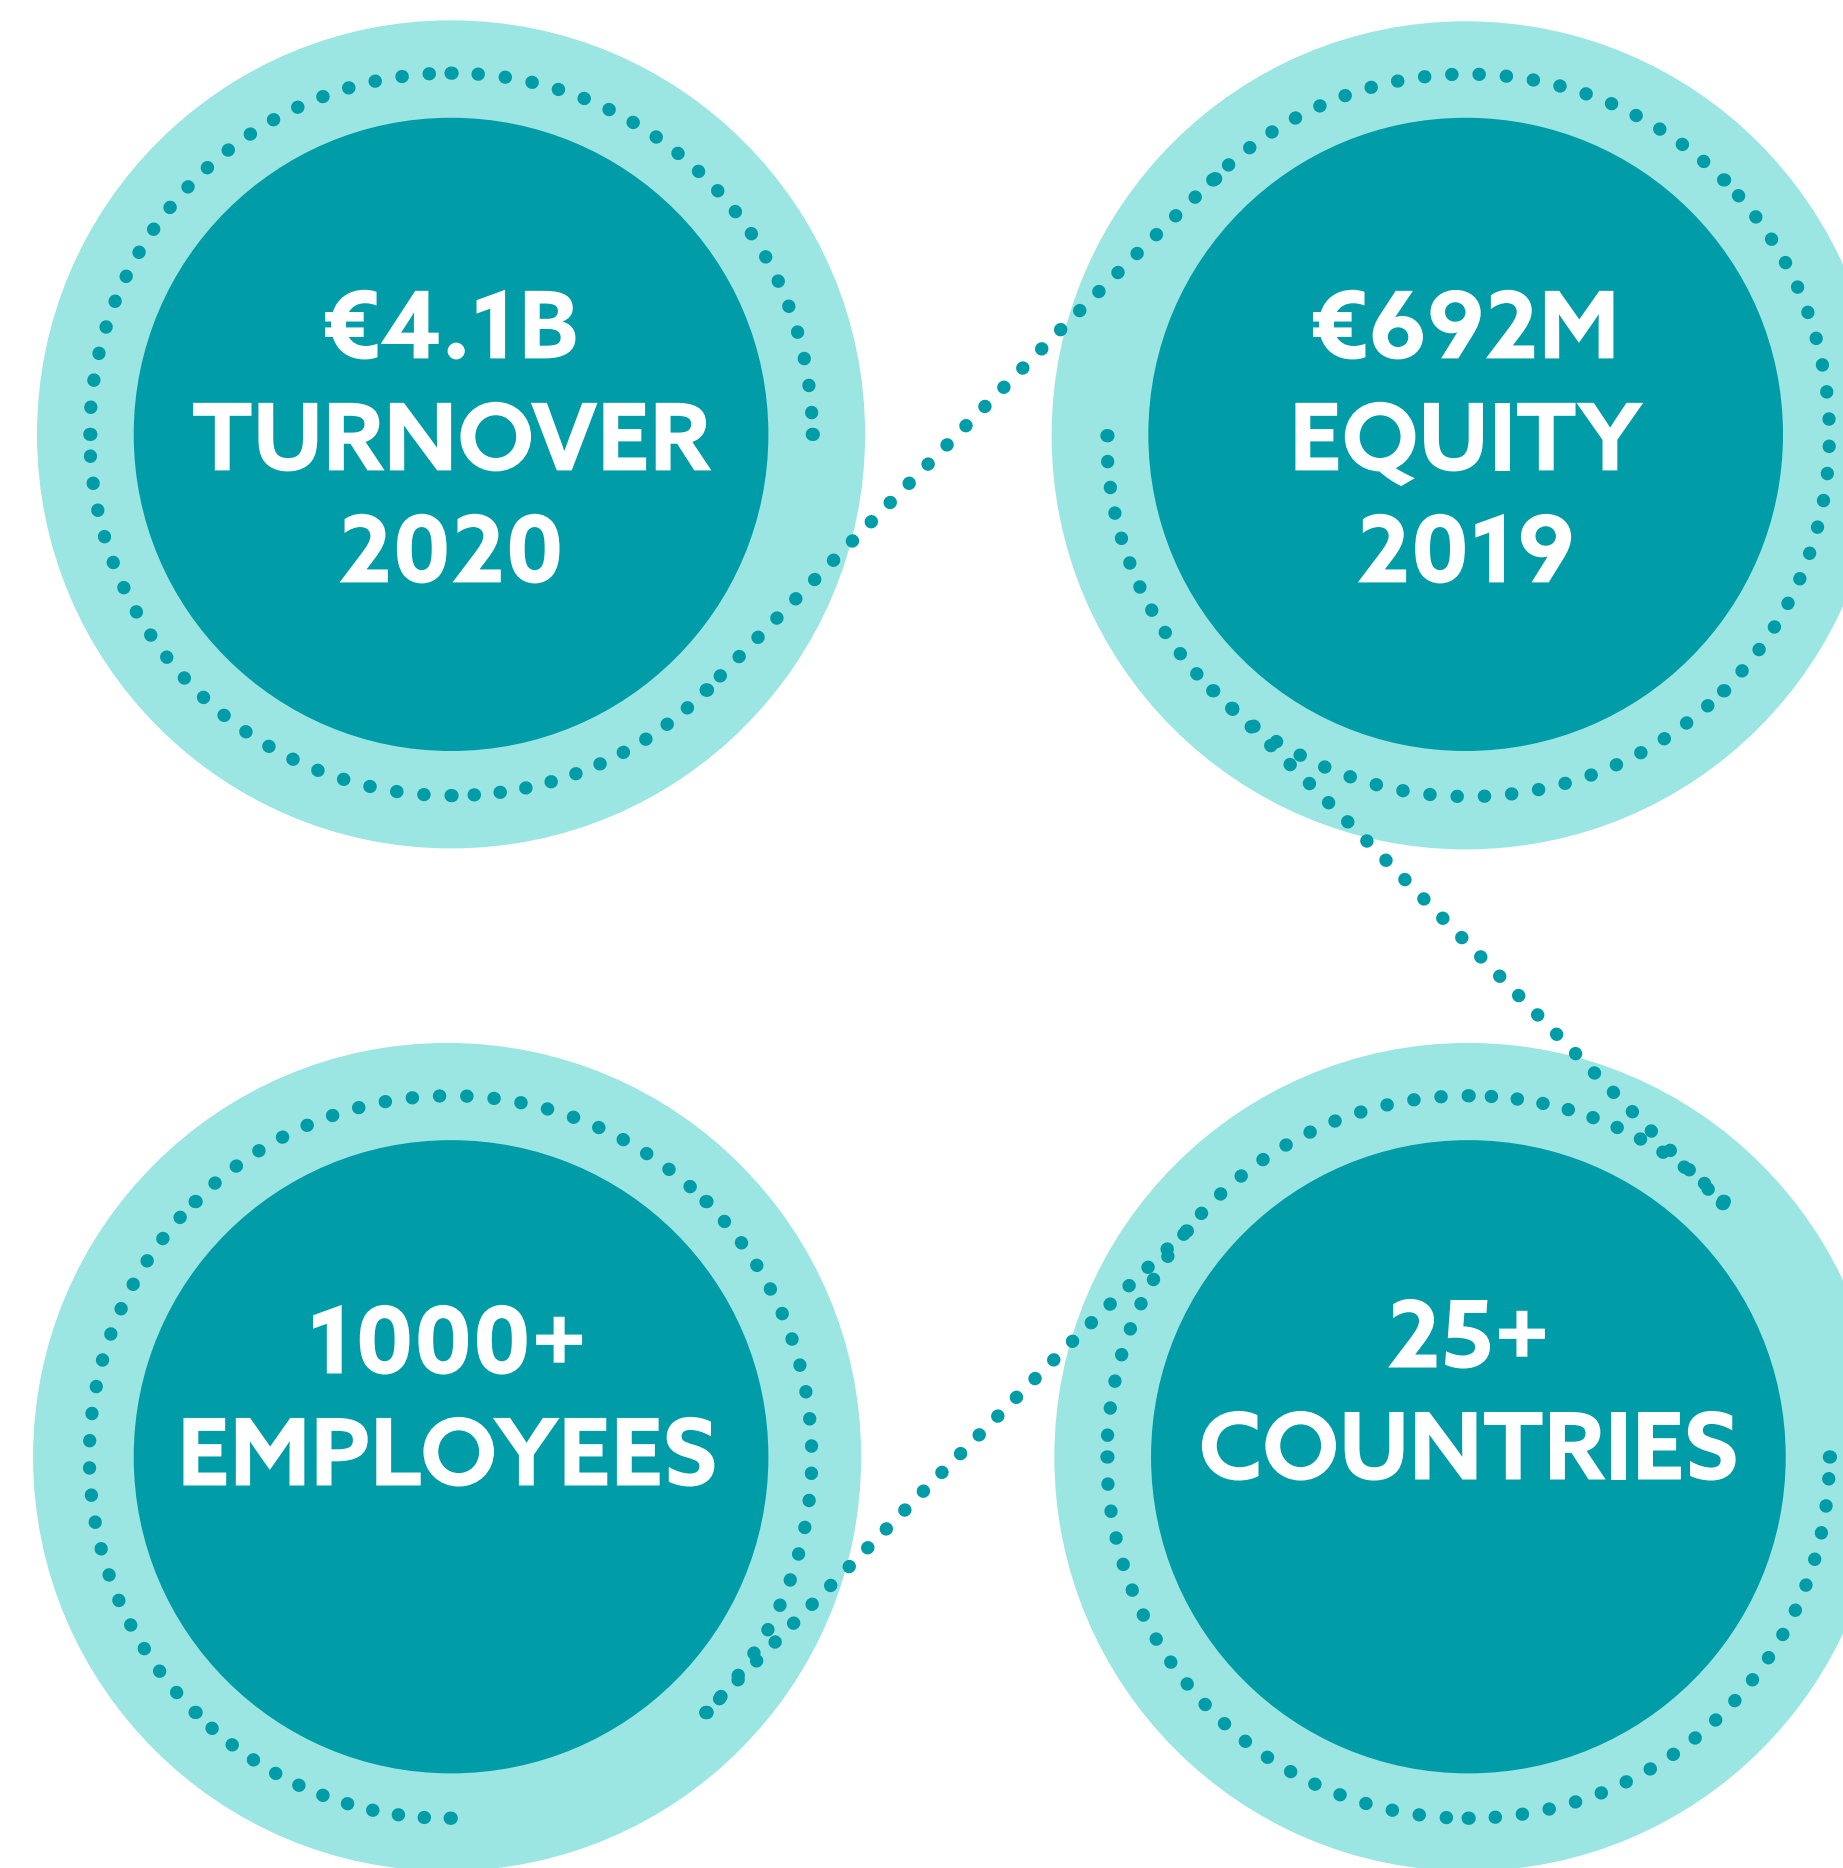 €4.1B
TURNOVER
2020
€692M
EQUITY
2019
1000+
EMPLOYEES
25+
COUNTRIES